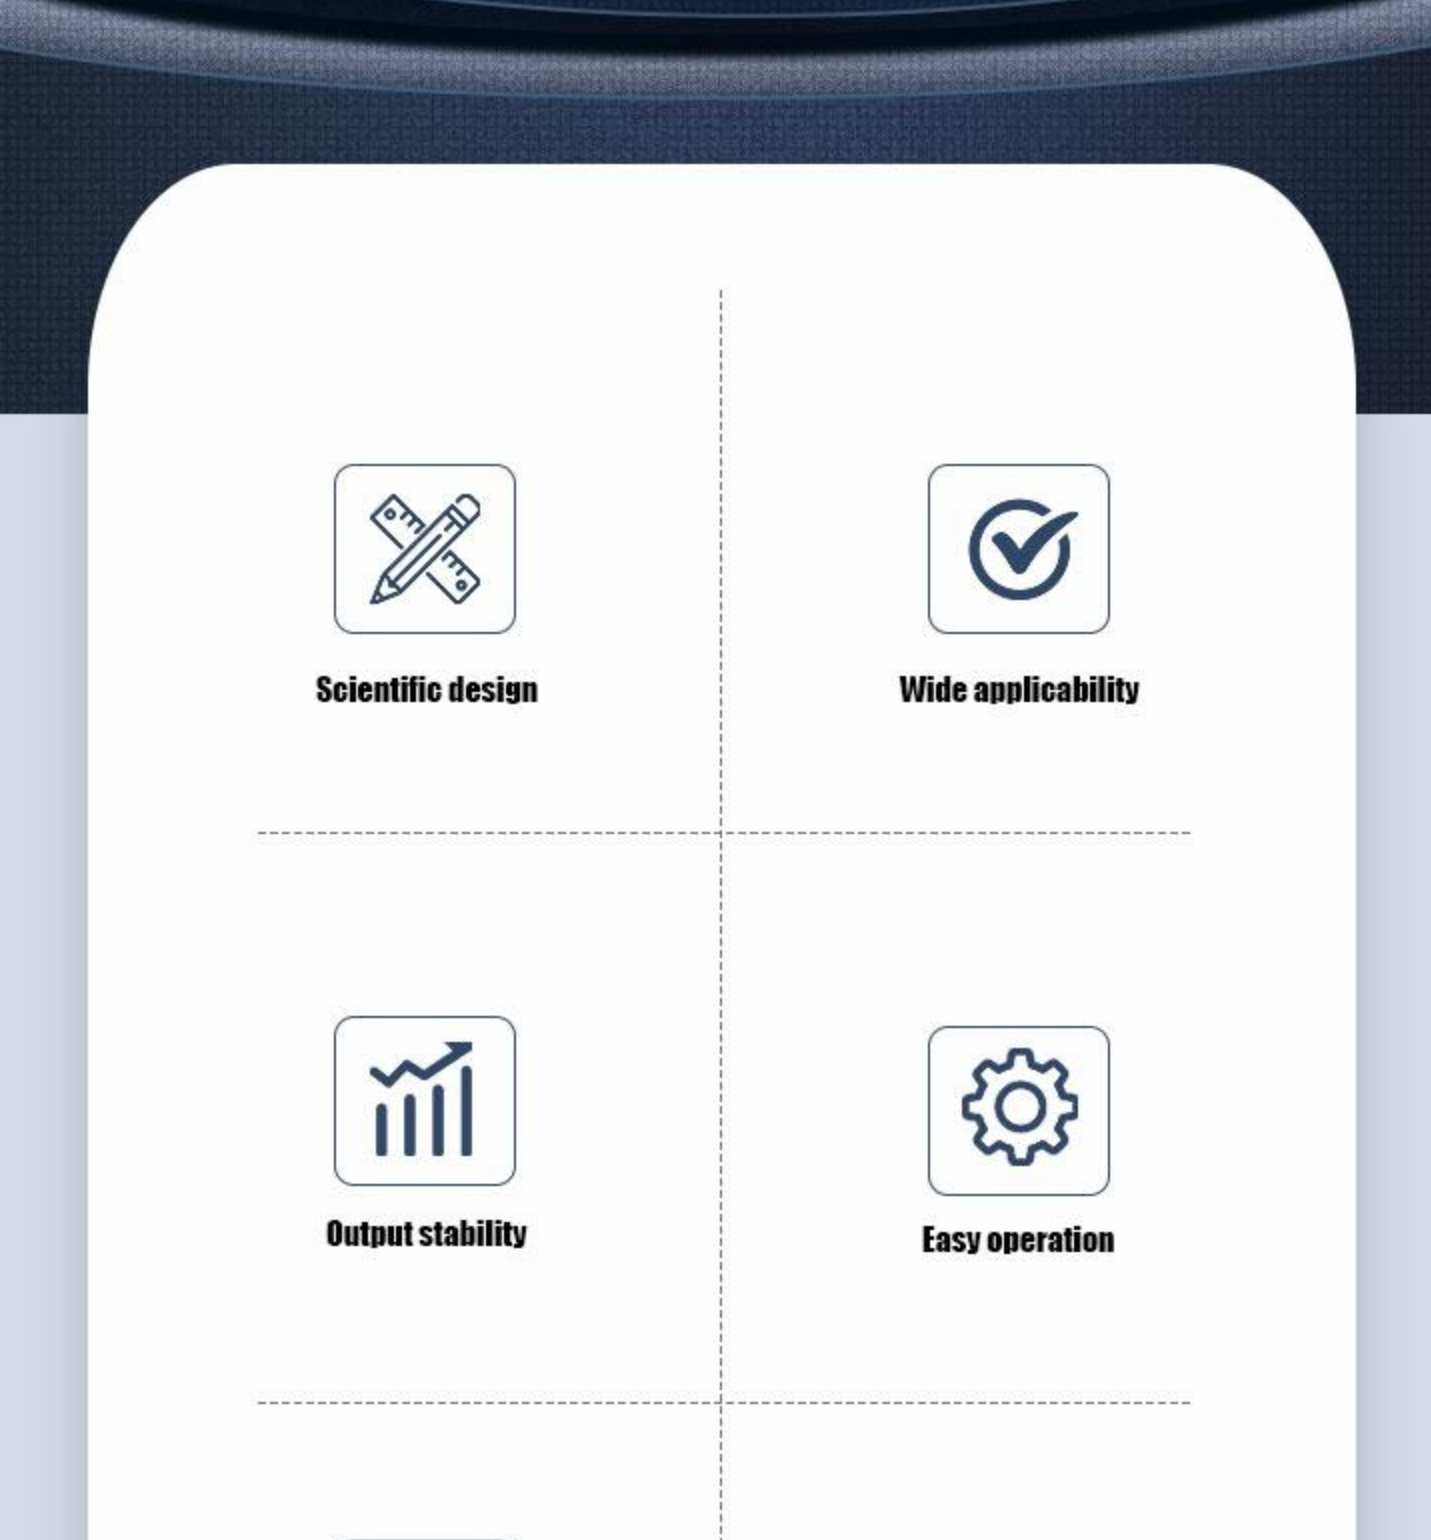 Scientific design
Wide applicability
Output stability
Easy operation